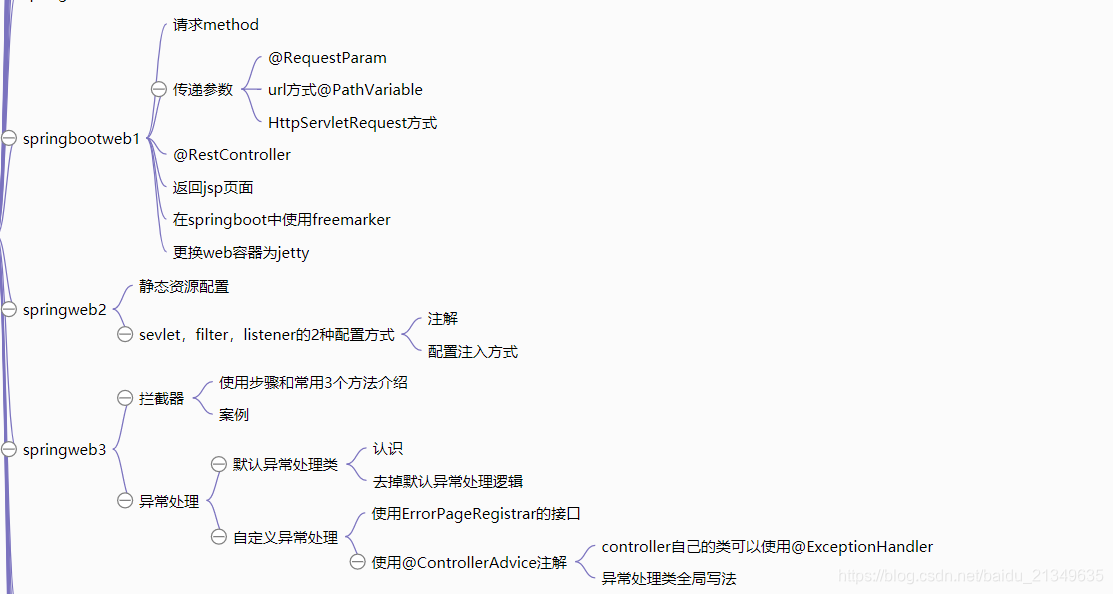 请求method
@RequestParam
传递参数
url方式@PathVariable
HttpServletRequest方式
springbootweb1
@RestController
返回jsp页面
在springboot中使用freemarker
更换web容器为jetty
静态资源配置
springweb2
注解
sevlet，filter，listener的2种配置方式
配置注入方式
使用步骤和常用3个方法介绍
拦截器
案例
springweb3
认识
默认异常处理类
去掉默认异常处理逻辑
异常处理
使用ErrorPageRegistrar的接口
自定义异常处理
controller自己的类可以使用@ExceptionHandler
使用@ControllerAdvice注解
异常处理类全局写法
https://blog.csdn.net/baidu_21349635